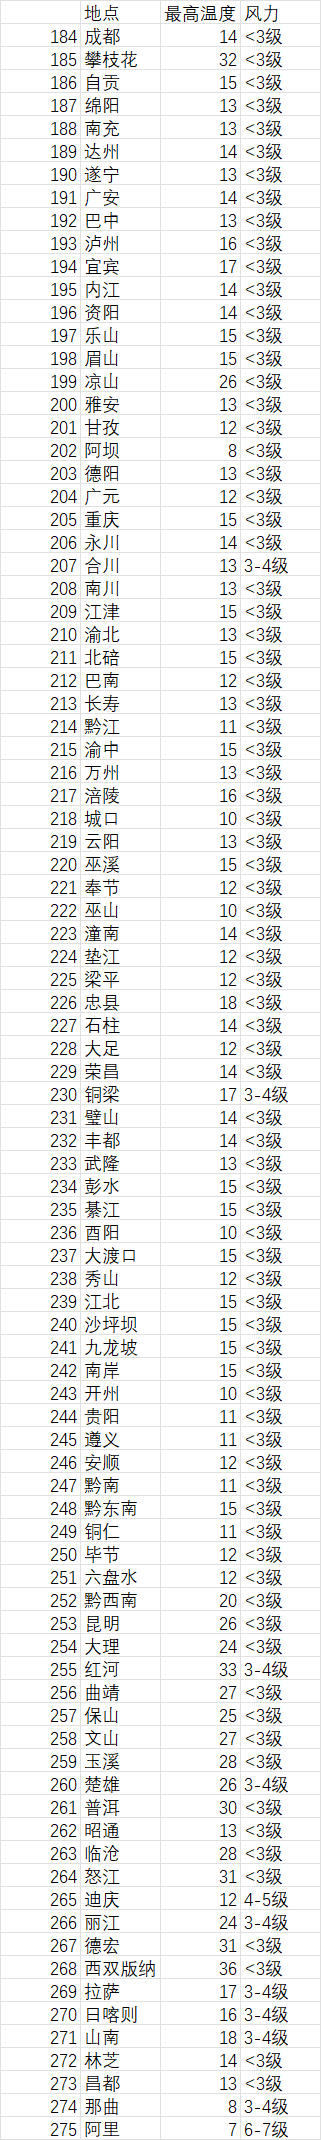 地点 最高温度 风力
184 成都 14 <3级
185 攀枝花 32 <3级
186 自贡 15 <3级
187 绵阳 13 <3级
188 南充 13 <3级
189 达州 14 <3级
190 遂宁 13 <3级
191 广安 14 <3级
192 巴中 13 <3级
193 泸州 16 <3级
194 宜宾 17 <3级
195 内江 14 <3级
196 资阳 14 <3级
197 乐山 15 <3级
198 眉山 15 <3级
199 凉山 26 <3级
200 雅安 13 <3级
201 甘孜 12 <3级
202 阿坝 8 <3级
203 德阳 13 <3级
204 广元 12 <3级
205 重庆 15 <3级
206 永川 14 <3级
207 合川 13 3-4级
208 南川 13 <3级
209 江津 15 <3级
210 渝北 13 <3级
211 北碚 15 <3级
212 巴南 12 <3级
213 长寿 13 <3级
214 黔江 11 <3级
215 渝中 15 <3级
216 万州 13 <3级
217 涪陵 16 <3级
218 城口 10 <3级
219 云阳 13 <3级
220 巫溪 15 <3级
221 奉节 12 <3级
222 巫山 10 <3级
223 潼南 14 <3级
224 垫江 12 <3级
225 梁平 12 <3级
226 忠县 18 <3级
227 石柱 14 <3级
228 大足 12 <3级
229 荣昌 14 <3级
230 铜梁 17 3-4级
231 璧山 14 <3级
232 丰都 14 <3级
233 武隆 13 <3级
234 彭水 15 <3级
235 綦江 15 <3级
236 酉阳 10 <3级
237 大渡口 15 <3级
238 秀山 12 <3级
239 江北 15 <3级
240 沙坪坝 15 <3级
241 九龙坡 15 <3级
242 南岸 15 <3级
243 开州 10 <3级
244 贵阳 11 <3级
245 遵义 11 <3级
246 安顺 12 <3级
247 黔南 11 <3级
248 黔东南 15 <3级
249 铜仁 11 <3级
250 毕节 12 <3级
251 六盘水 12 <3级
252 黔西南 20 <3级
253 昆明 26 <3级
254 大理 24 <3级
255 红河 33 3-4级
256 曲靖 27 <3级
257 保山 25 <3级
258 文山 27 <3级
259 玉溪 28 <3级
260 楚雄 26 3-4级
261 普洱 30 <3级
262 昭通 13 <3级
263 临沧 28 <3级
264 怒江 31 <3级
265 迪庆 12 4-5级
266 丽江 24 3-4级
267 德宏 31 <3级
268 西双版纳 36 <3级
269 拉萨 17 3-4级
270 日喀则 16 3-4级
271 山南 18 3-4级
272 林芝 14 <3级
273 昌都 13 <3级
274 那曲 8 3-4级
275 阿里 7 6-7级